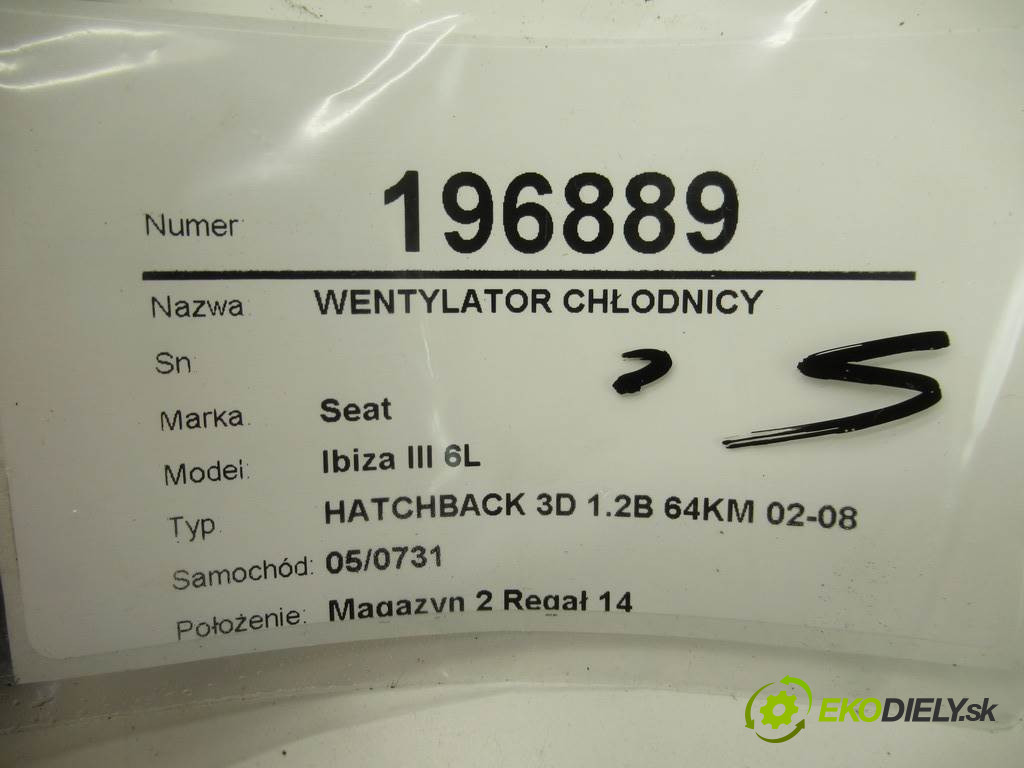 Numer: 196889
Nazwa: WENTYLATOR CHŁODNICY
Sn
Marka: Seat
Model: Ibiza III 6L
Typ: HATCHBACK 3D 1.2B 64KM 02-08
Samochód: 05/0731
Położenie: Magazyn 2 Regał 14
EKODIELY.sk